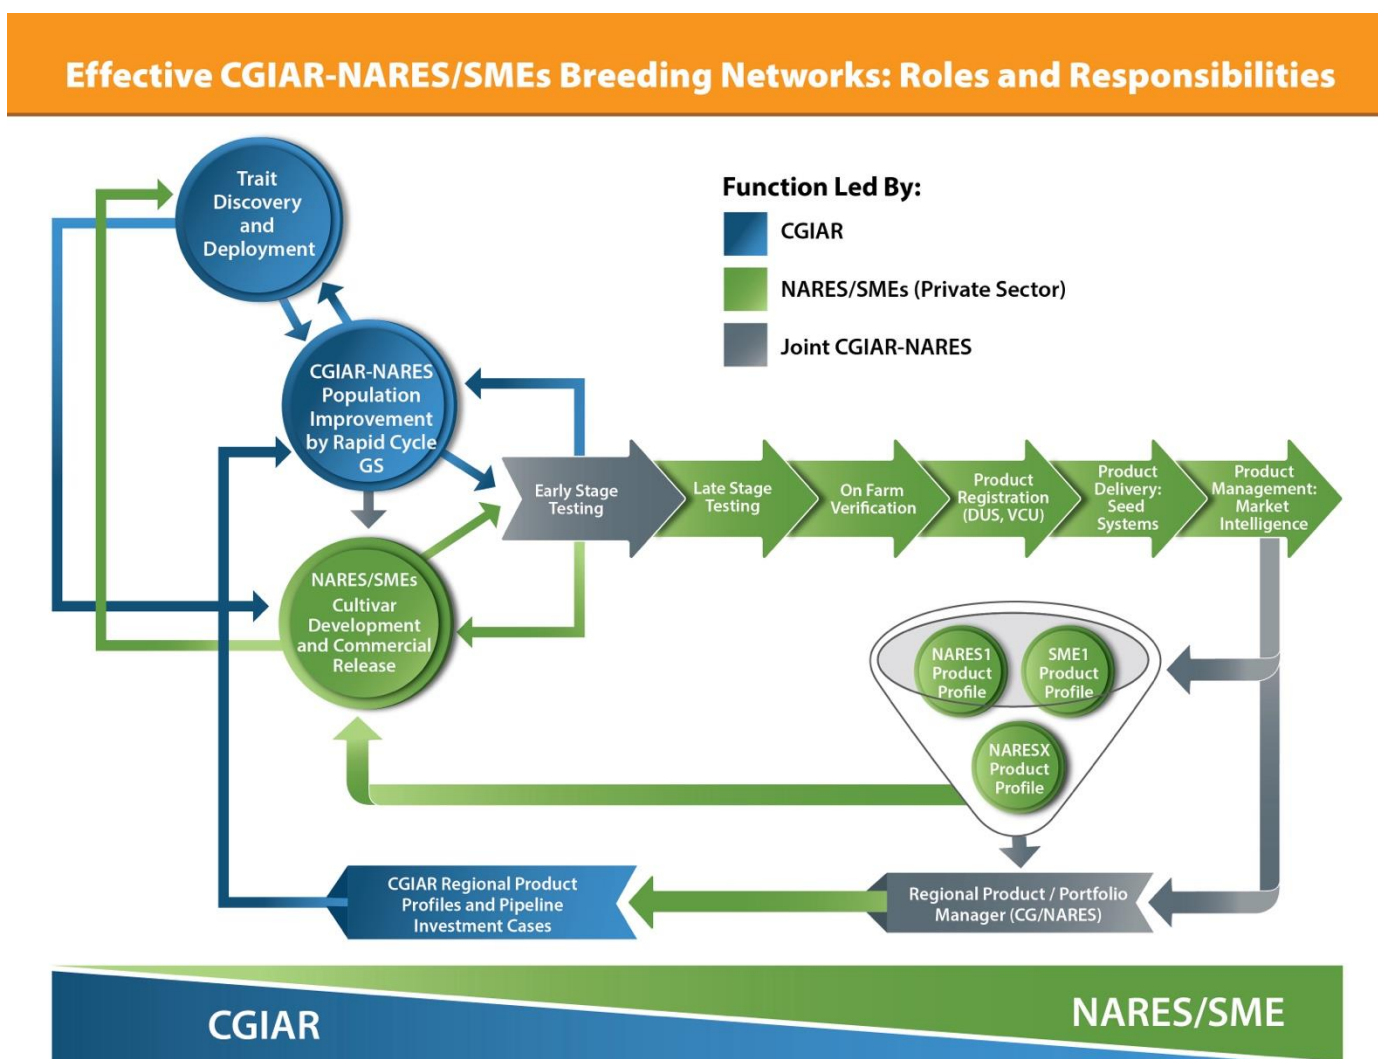 Effective CGIAR-NARES/SMEs Breeding Networks: Roles and Responsibilities
Trait
Discovery
and
Deployment
Function Led By:
CGIAR
NARES/SMEs (Private Sector)
Joint CGIAR-NARES
CGIAR-NARES
Population
Improvement
by Rapid Cycle
GS
Early Stage
Testing
Late Stage
Testing
On Farm
Verification
Product
Registration
(DUS, VCU)
Product
Delivery:
Seed
Systems
Product
Management:
Market
Intelligence
NARES/SMEs
Cultivar
Development
and Commercial
Release
NARES1
Product
Profile
SME1
Product
Profile
NARESX
Product
Profile
CGIAR Regional Product
Profiles and Pipeline
Investment Cases
Regional Product / Portfolio
Manager (CG/NARES)
CGIAR
NARES/SME